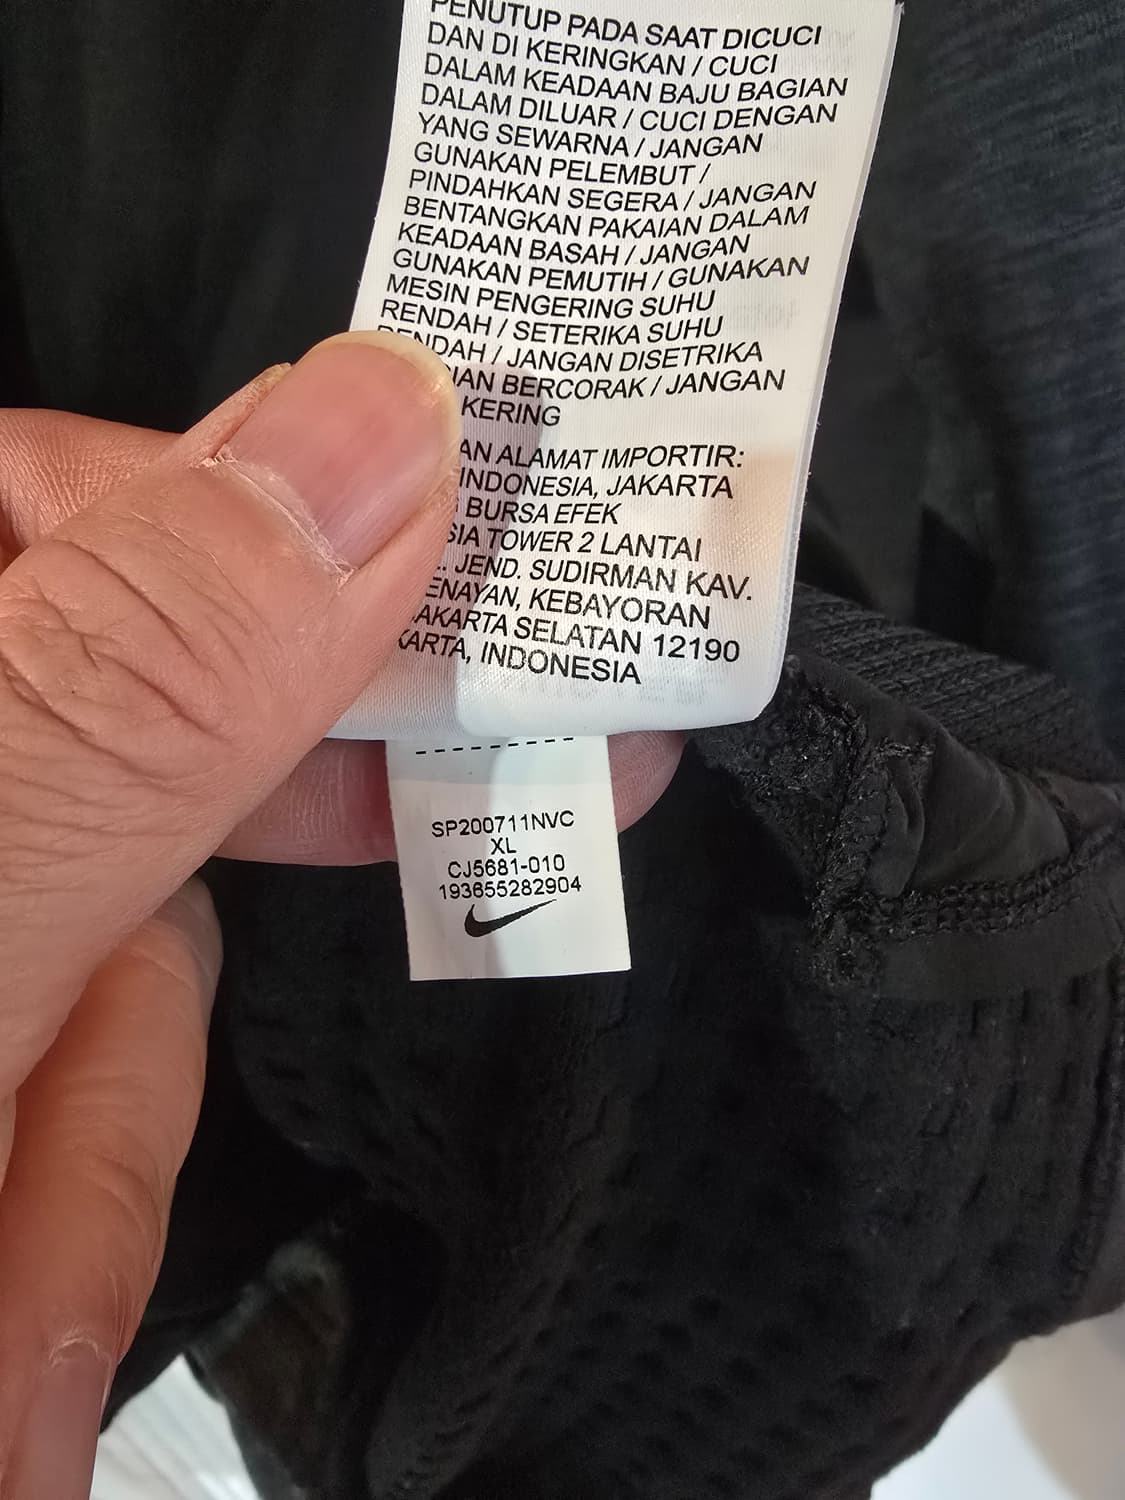 PENUTUP PADA SAAT DICUCI
DAN DI KERINGKAN / CUCI
DALAM KEADAAN BAJU BAGIAN
DALAM DILUAR / CUCI DENGAN
YANG SEWARNA / JANGAN
GUNAKAN PELEMBUT /
PINDAHKAN SEGERA / JANGAN
BENTANGKAN PAKAIAN DALAM
KEADAAN BASAH / JANGAN
GUNAKAN PEMUTIH / GUNAKAN
MESIN PENGERING SUHU
RENDAH / SETERIKA SUHU
RENDAH / JANGAN DISETRIKA
BERCORAK / JANGAN
KERING
ALAMAT IMPORTIR:
INDONESIA, JAKARTA
BURSA EFEK
TOWER 2 LANTAI
JEND. SUDIRMAN KAV.
KEBAYORAN
SELATAN 12190
INDONESIA
SP200711NVC
XL
CJ5681-010
193655282904